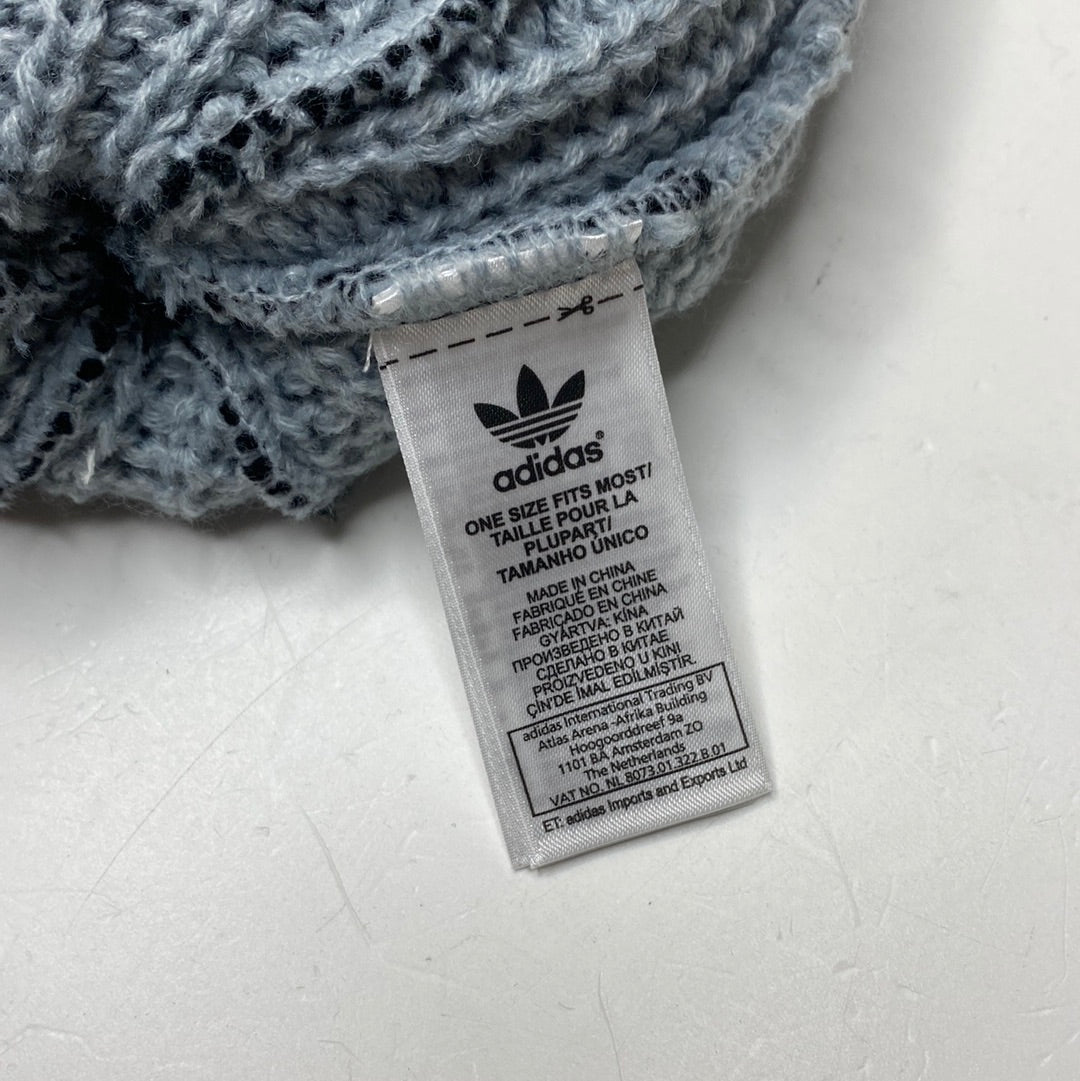 adidas®
ONE SIZE FITS MOST/
TAILLE POUR LA
PLUPART/
TAMANHO ÚNICO
MADE IN CHINA
FABRIQUÉ EN CHINE
FABRICADO EN CHINA
GYÁRTVA: KÍNA
ПРОИЗВЕДЕНО В КИТАЙ
СДЕЛАНО В КИТАЕ
PROIZVEDENO U KINI
ÇİN'DE İMAL EDİLMİŞTİR.
adidas International Trading BV
Atlas Arena -Afrika Building
Hoogoorddreef 9a
1101 BA Amsterdam ZO
The Netherlands
VAT NO. NL 8073.01.322.B.01
ET: adidas Imports and Exports Ltd